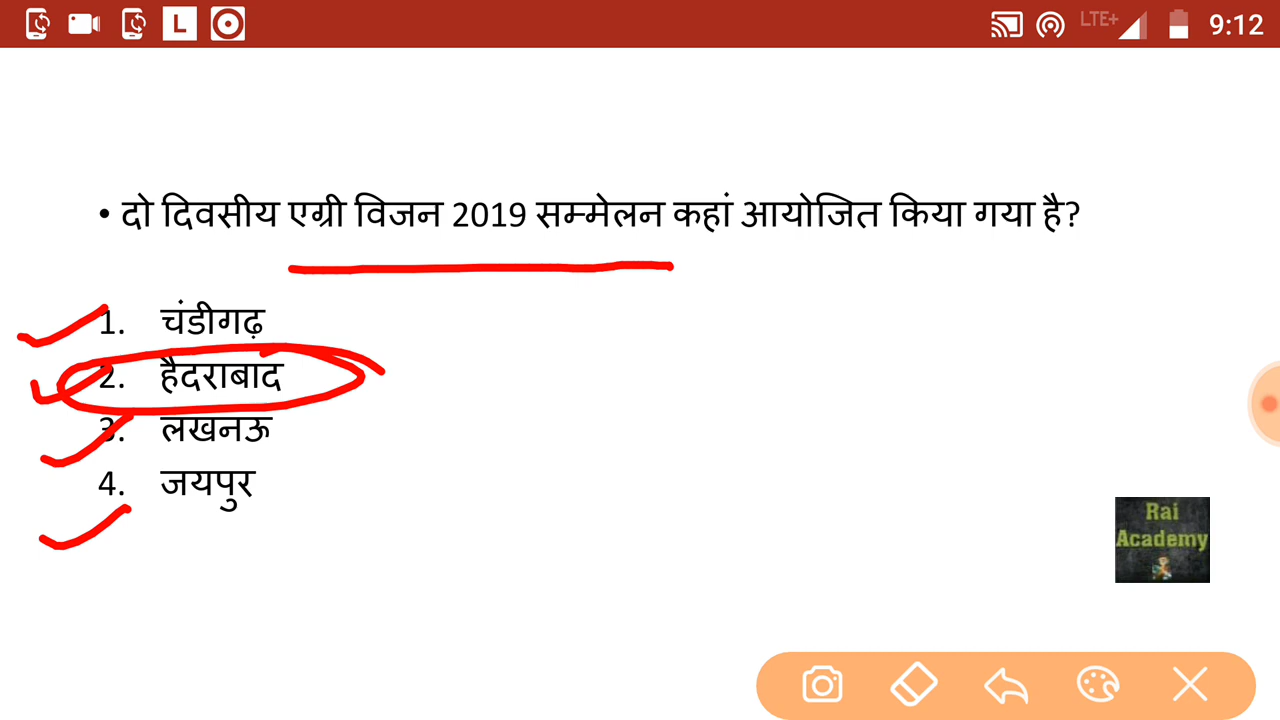 L
LTE+
9:12
• दो दिवसीय एग्री विजन 2019 सम्मेलन कहां आयोजित किया गया है?
1. चंडीगढ़
2. हैदराबाद
3. लखनऊ
4. जयपुर
Rai
Academy